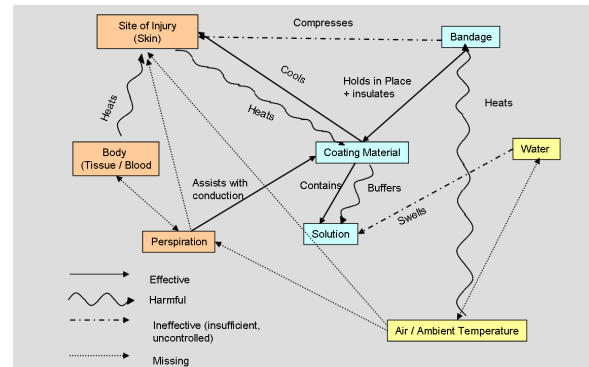 Compresses
Site of Injury
(Skin)
Bandage
Cools
Holds in Place
+ insulates
Heats
Heats
Heats
Body
(Tissue / Blood
Coating Material
Water
Assists with
conduction
Contains
Buffers
Swells
Perspiration
Solution
Effective
Harmful
Ineffective (insufficient,
uncontrolled)
Missing
Air / Ambient Temperature